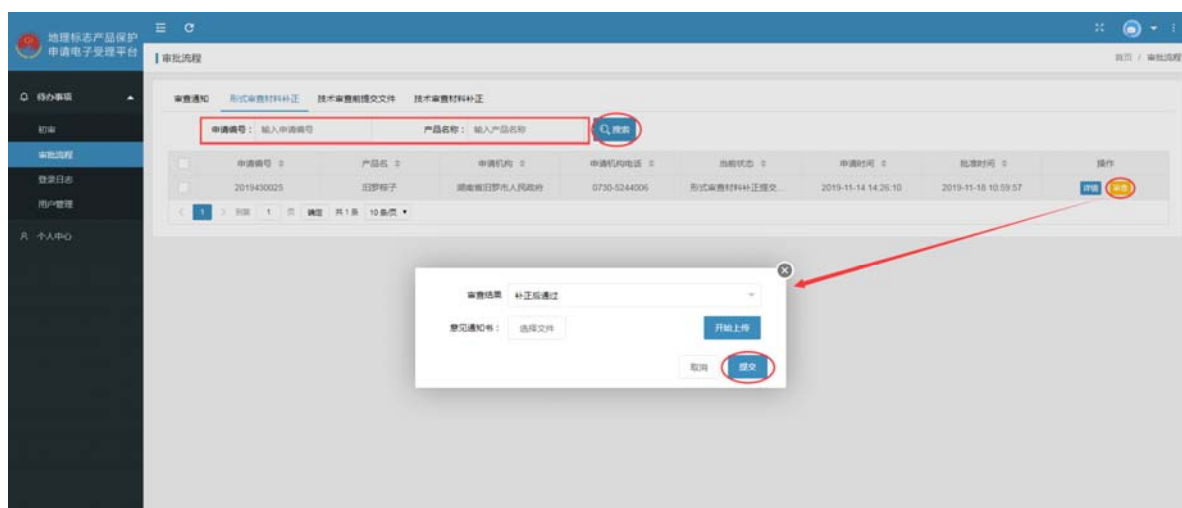 地理标志产品保护
申请电子受理平台
审批流程
首页 / 审批流程
待办事项
初审
审批流程
登录日志
用户管理
个人中心
审查通知 形式审查材料补正 技术审查前提交文件 技术审查材料补正
申请编号： 输入申请编号 产品名称： 输入产品名称 搜索
申请编号 产品名 申请机构 申请机构电话 当前状态 申请时间 批准时间 操作
2019430025 汨罗粽子 湖南省汨罗市人民政府 0730-5244006 形式审查材料补正提交... 2019-11-14 14:26:10 2019-11-18 10:59:57 详情 审查
1 到第 1 页 确定 共 1 条 10 条/页
审查结果 补正后通过
意见通知书： 选择文件 开始上传
取消 提交